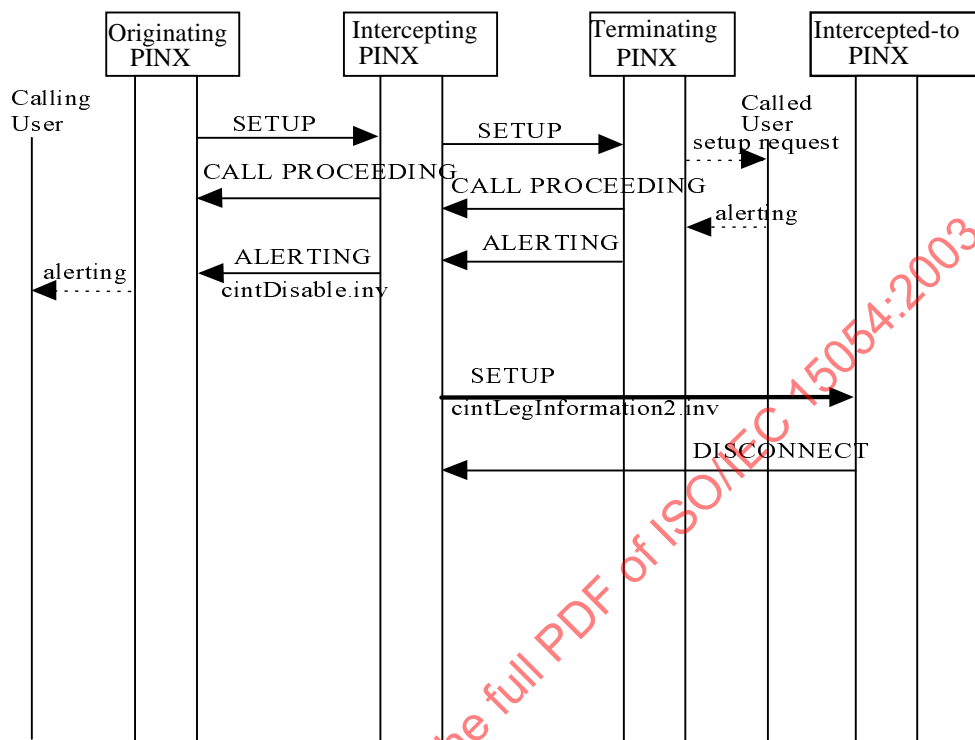 Originating
PINX
Intercepting
PINX
Terminating
PINX
Intercepted-to
PINX
Calling
User
Called
User
SETUP
SETUP
setup request
CALL PROCEEDING
CALL PROCEEDING
alerting
ALERTING
ALERTING
alerting
cintDisable.inv
SETUP
cintLegInformation2.inv
DISCONNECT
he full PDF of ISO/IEC 15054:2003